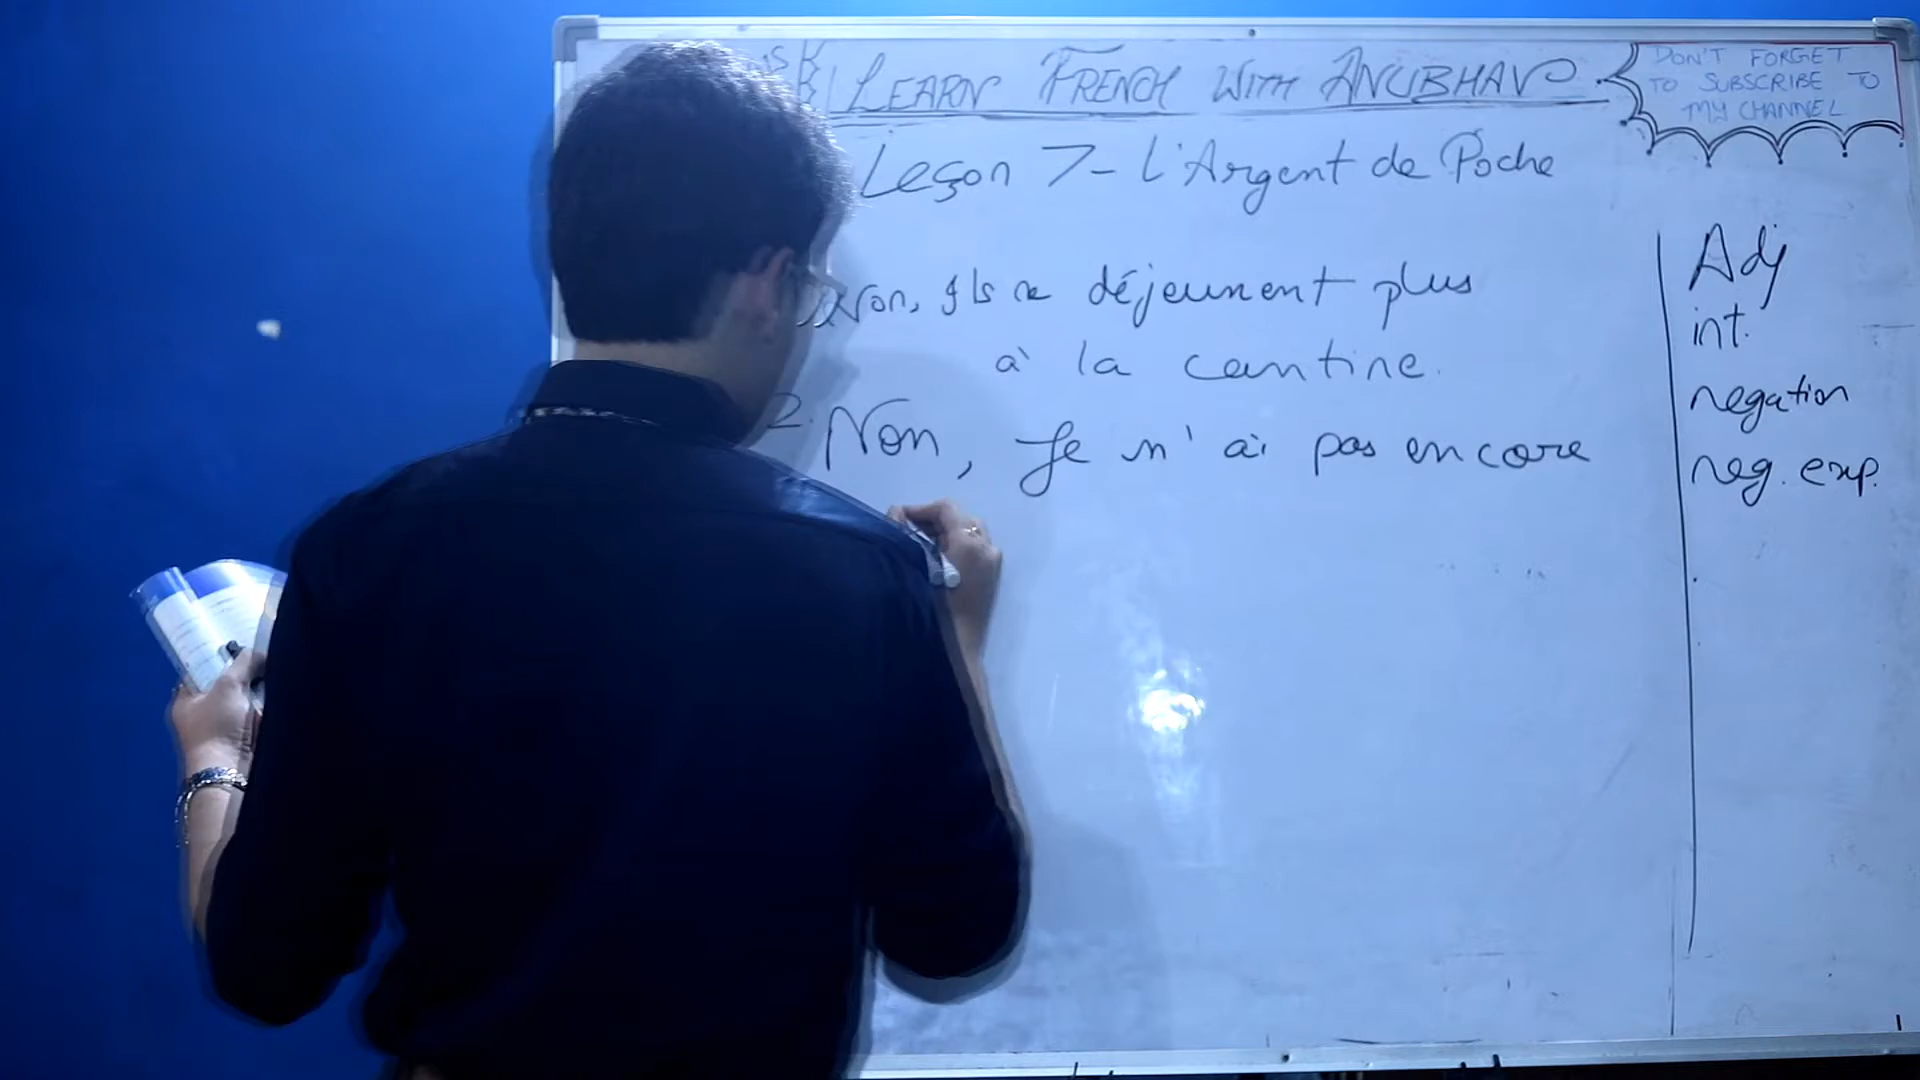 LEARN FRENCH WITH ANUBHAV
DON'T FORGET
TO SUBSCRIBE TO
MY CHANNEL
Leçon 7- L'Argent de Poche
Non, Ils ne déjeunent plus
à la cantine.
2. Non, Je n'ai pas encore
Adj
int.
negation
neg. exp.